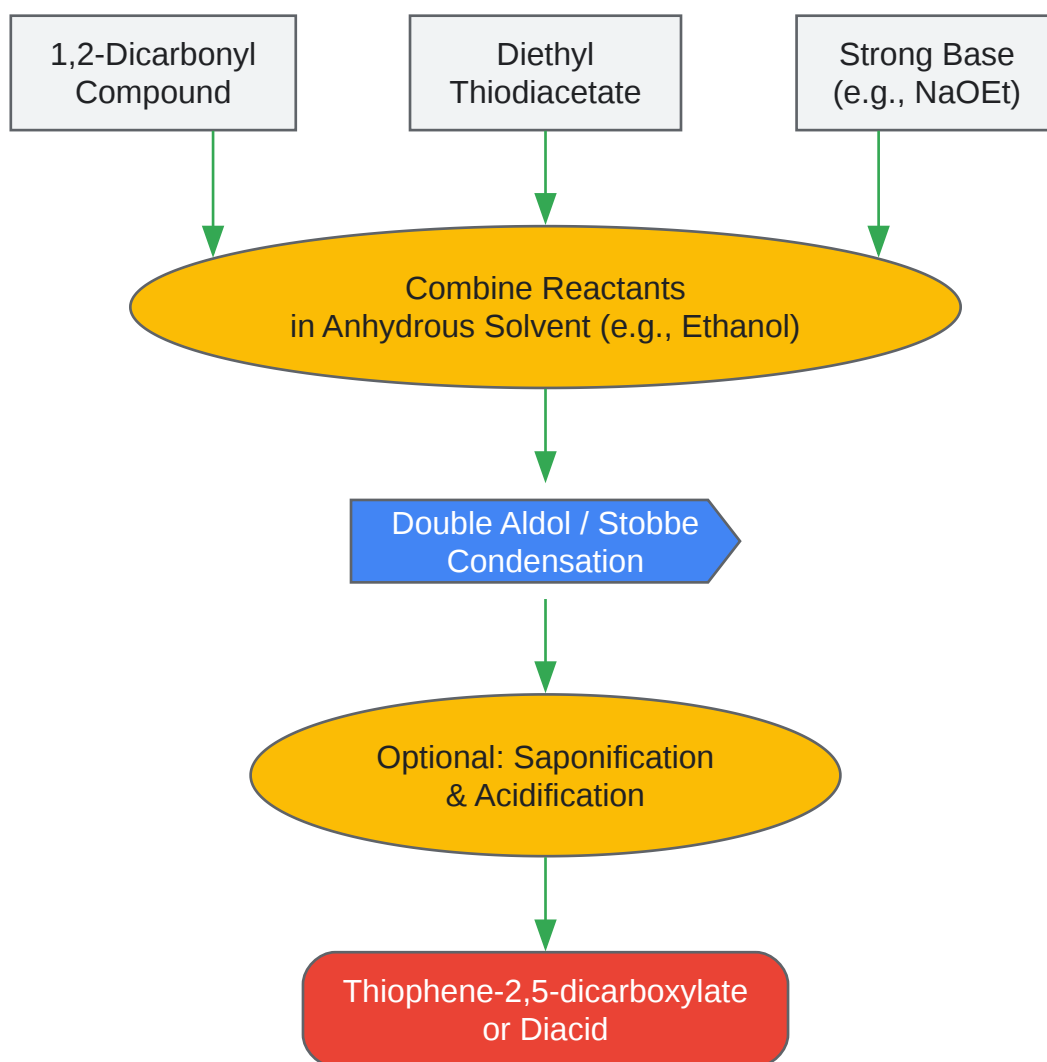 1,2-Dicarbonyl
Compound
Diethyl
Thiodiacetate
Strong Base
(e.g., NaOEt)
Combine Reactants
in Anhydrous Solvent (e.g., Ethanol)
Double Aldol / Stobbe
Condensation
Optional: Saponification
& Acidification
Thiophene-2,5-dicarboxylate
or Diacid